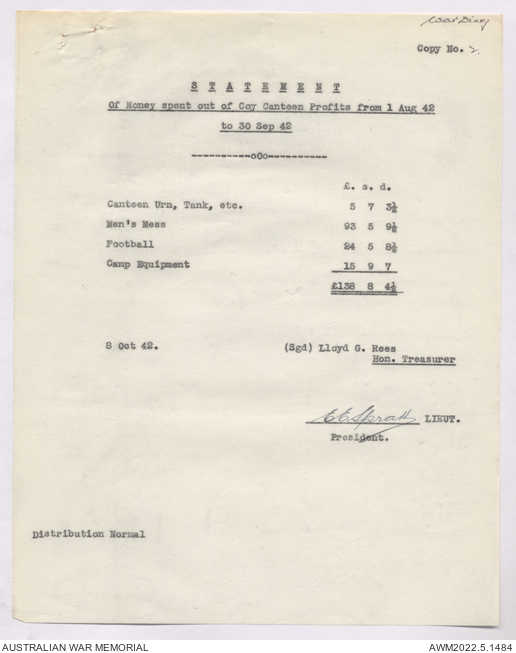 War Diary
Copy No. 2.
S T A T E M E N T
Of Money spent out of Coy Canteen Profits from 1 Aug 42
to 30 Sep 42
-----------oOo-----------
£. s. d.
Canteen Urn, Tank, etc. 5 7 3½
Men's Mess 93 5 9½
Football 24 5 8½
Camp Equipment 15 9 7
£138 8 4½
8 Oct 42. (Sgd) Lloyd G. Rees
Hon. Treasurer
E E Spratt LIEUT.
President.
Distribution Normal
AUSTRALIAN WAR MEMORIAL AWM2022.5.1484